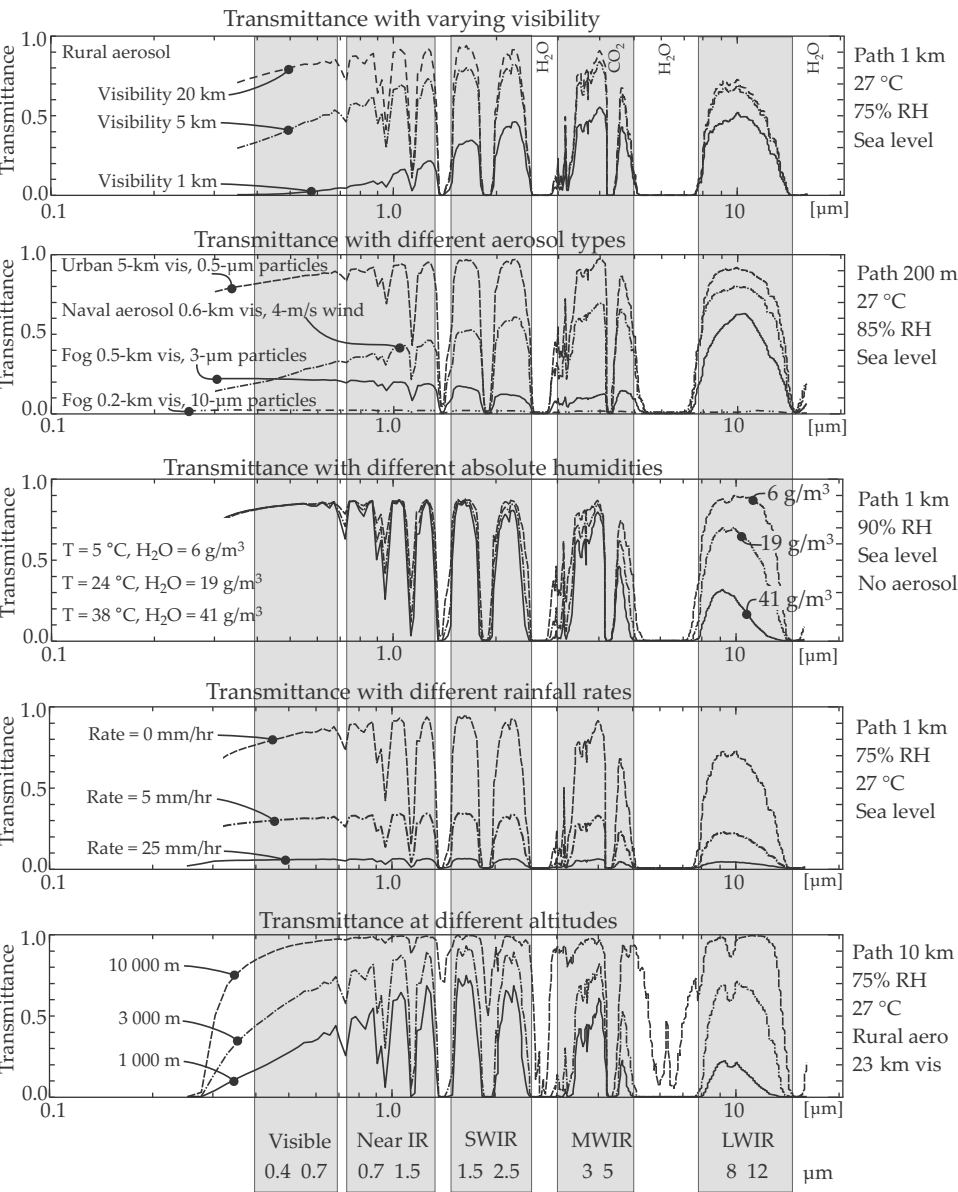 Transmittance with varying visibility
Transmittance
1.0
0.5
0.0
Rural aerosol
Visibility 20 km
Visibility 5 km
Visibility 1 km
H2O
CO2
H2O
H2O
Path 1 km
27 °C
75% RH
Sea level
0.1 1.0 10 [μm]
Transmittance with different aerosol types
Transmittance
1.0
0.5
0.0
Urban 5-km vis, 0.5-μm particles
Naval aerosol 0.6-km vis, 4-m/s wind
Fog 0.5-km vis, 3-μm particles
Fog 0.2-km vis, 10-μm particles
Path 200 m
27 °C
85% RH
Sea level
0.1 1.0 10 [μm]
Transmittance with different absolute humidities
Transmittance
1.0
0.5
0.0
T = 5 °C, H2O = 6 g/m³
T = 24 °C, H2O = 19 g/m³
T = 38 °C, H2O = 41 g/m³
6 g/m³
19 g/m³
41 g/m³
Path 1 km
90% RH
Sea level
No aerosol
0.1 1.0 10 [μm]
Transmittance with different rainfall rates
Transmittance
1.0
0.5
0.0
Rate = 0 mm/hr
Rate = 5 mm/hr
Rate = 25 mm/hr
Path 1 km
75% RH
27 °C
Sea level
0.1 1.0 10 [μm]
Transmittance at different altitudes
Transmittance
1.0
0.5
0.0
10 000 m
3 000 m
1 000 m
Path 10 km
75% RH
27 °C
Rural aero
23 km vis
0.1 1.0 10 [μm]
Visible Near IR SWIR MWIR LWIR
0.4 0.7 0.7 1.5 1.5 2.5 3 5 8 12 μm